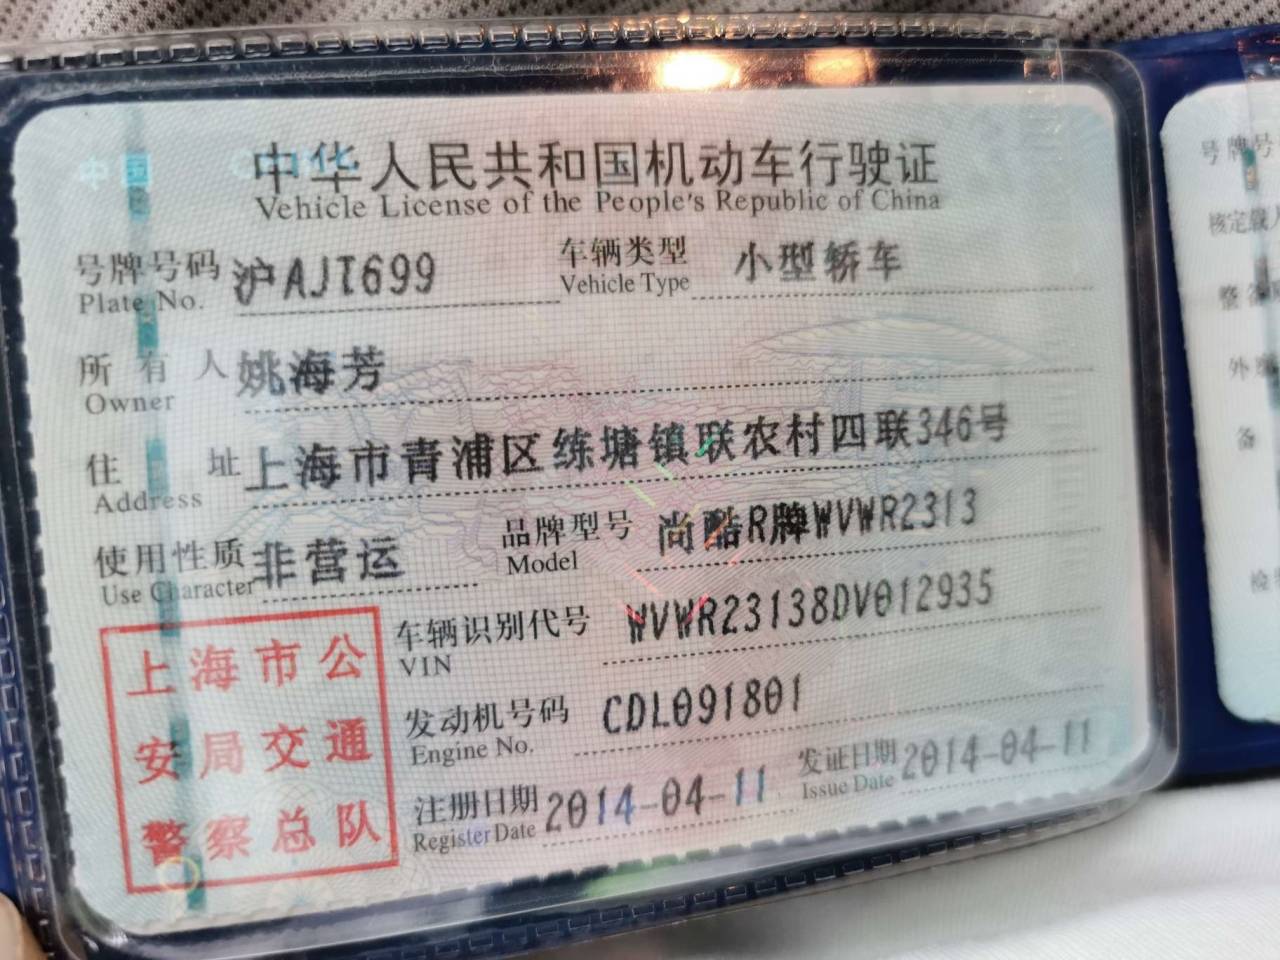 中华人民共和国机动车行驶证
Vehicle License of the People's Republic of China
号牌号码 沪AJT699 车辆类型 小型轿车
Plate No. Vehicle Type
所有人 姚海芳
Owner
住址 上海市青浦区练塘镇联农村四联346号
Address
使用性质 非营运 品牌型号 尚酷R牌WVWR2313
Use Character Model
车辆识别代号 WVWR23138DV012935
VIN
发动机号码 CDL091801
Engine No.
注册日期 2014-04-11 发证日期 2014-04-11
Register Date Issue Date
上海市公
安局交通
警察总队
中国
号牌号
核定载人
外
备
检